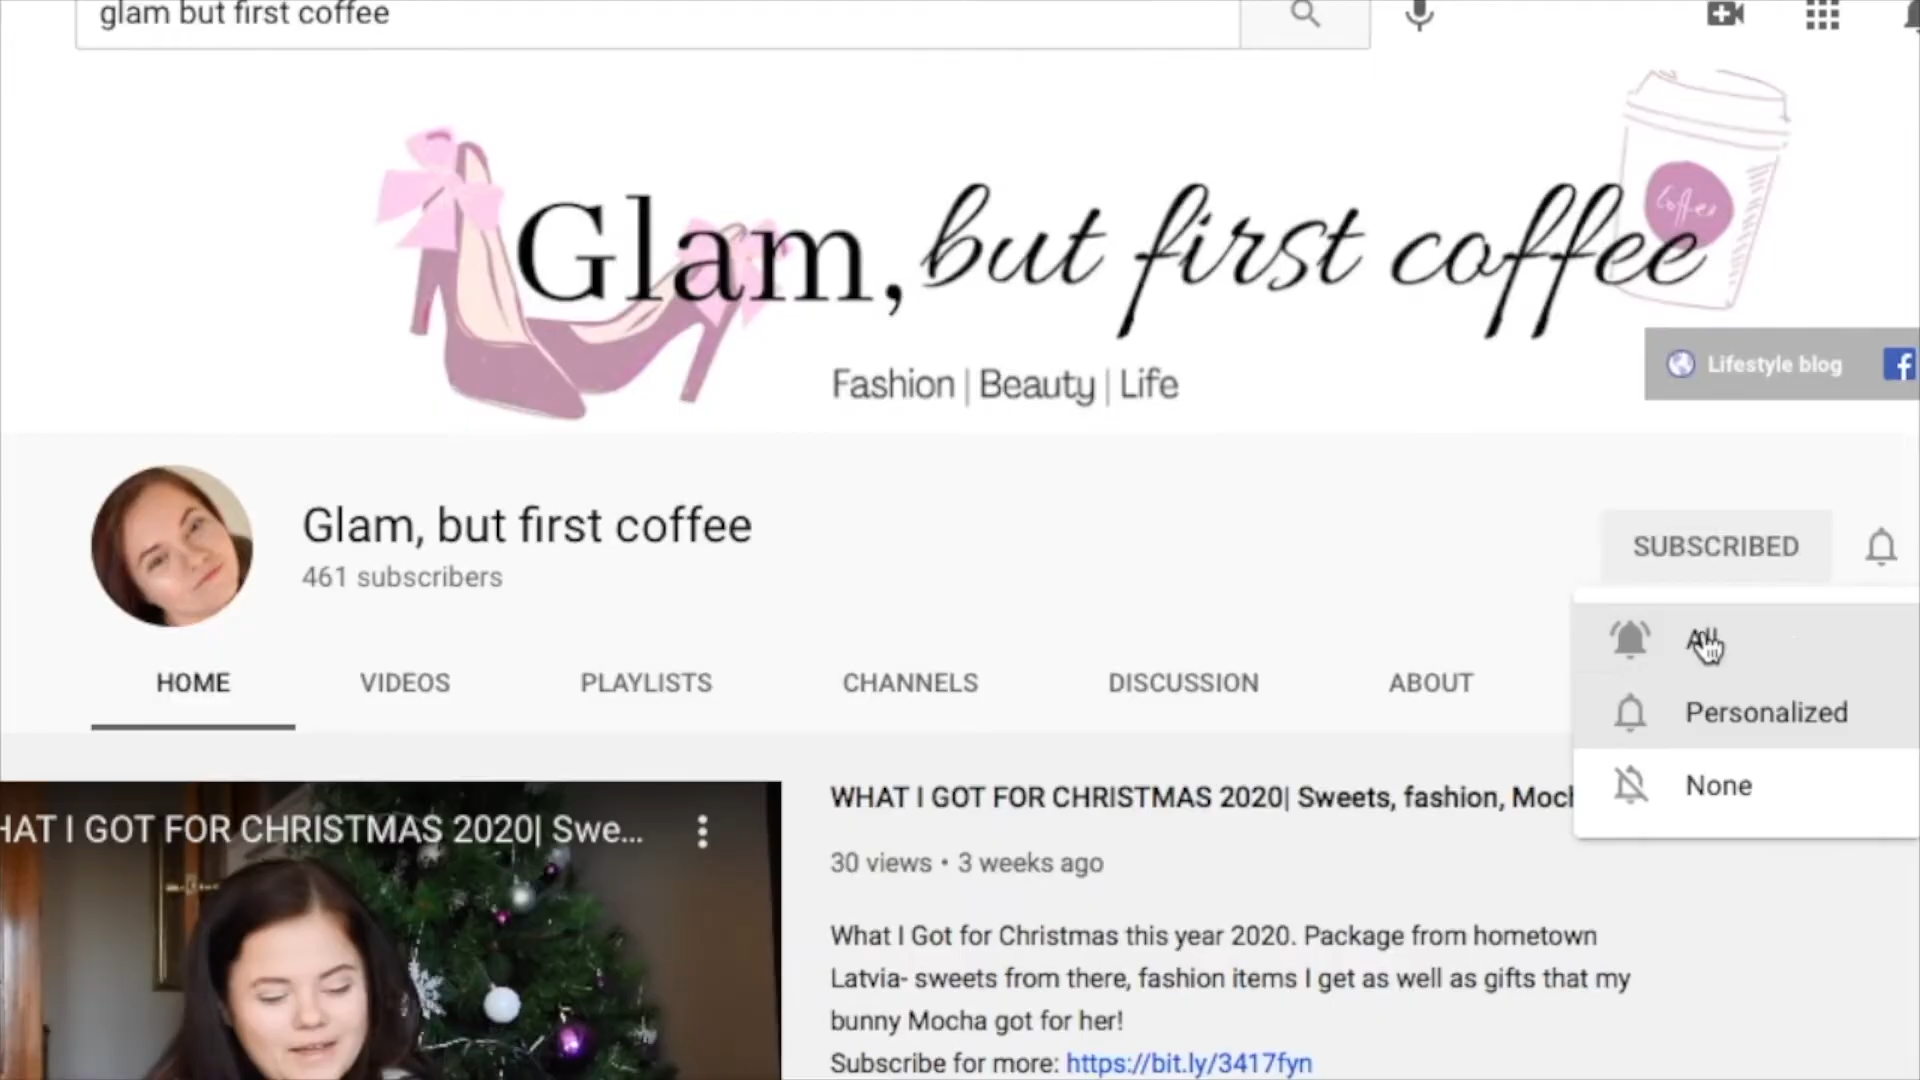 glam but first coffee
Coffee
Glam, but first coffee
Fashion | Beauty | Life
Lifestyle blog
Glam, but first coffee
461 subscribers
SUBSCRIBED
All
Personalized
None
HOME VIDEOS PLAYLISTS CHANNELS DISCUSSION ABOUT
HAT I GOT FOR CHRISTMAS 2020| Swe...
WHAT I GOT FOR CHRISTMAS 2020| Sweets, fashion, Moch
30 views • 3 weeks ago
What I Got for Christmas this year 2020. Package from hometown
Latvia- sweets from there, fashion items I get as well as gifts that my
bunny Mocha got for her!
Subscribe for more: https://bit.ly/3417fyn